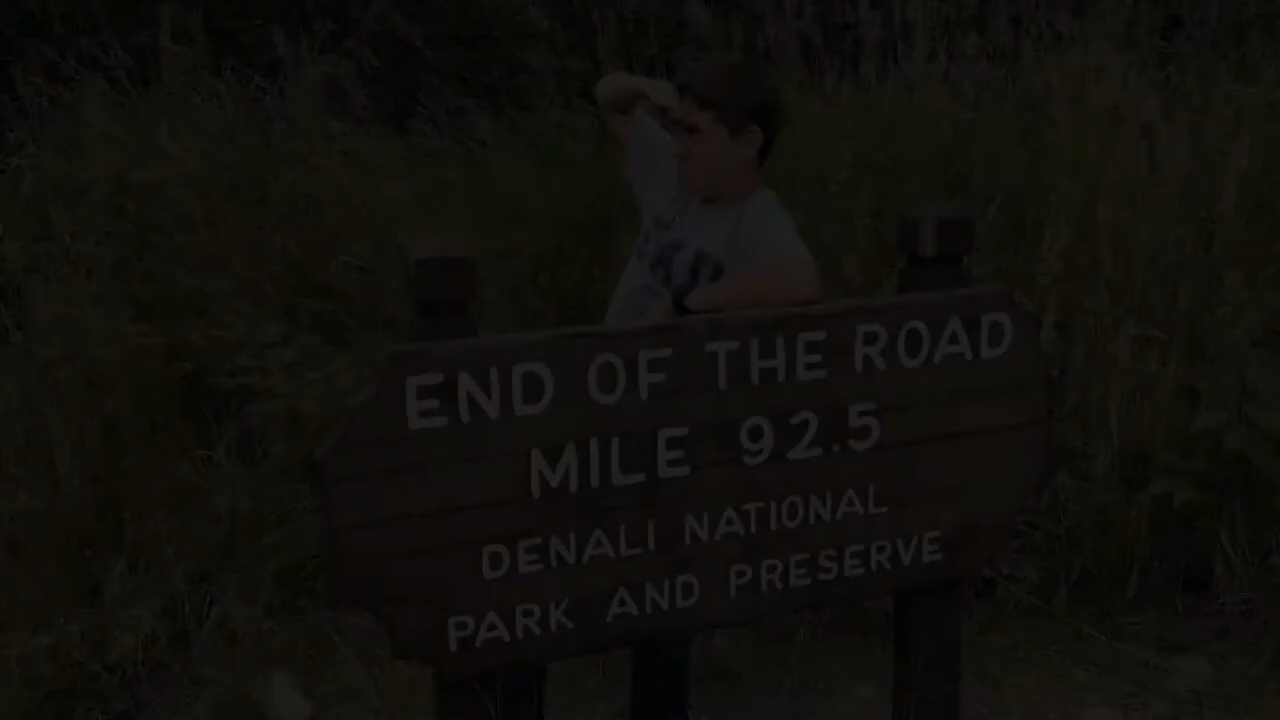 END OF THE ROAD
MILE 92.5
DENALI NATIONAL
PARK AND PRESERVE